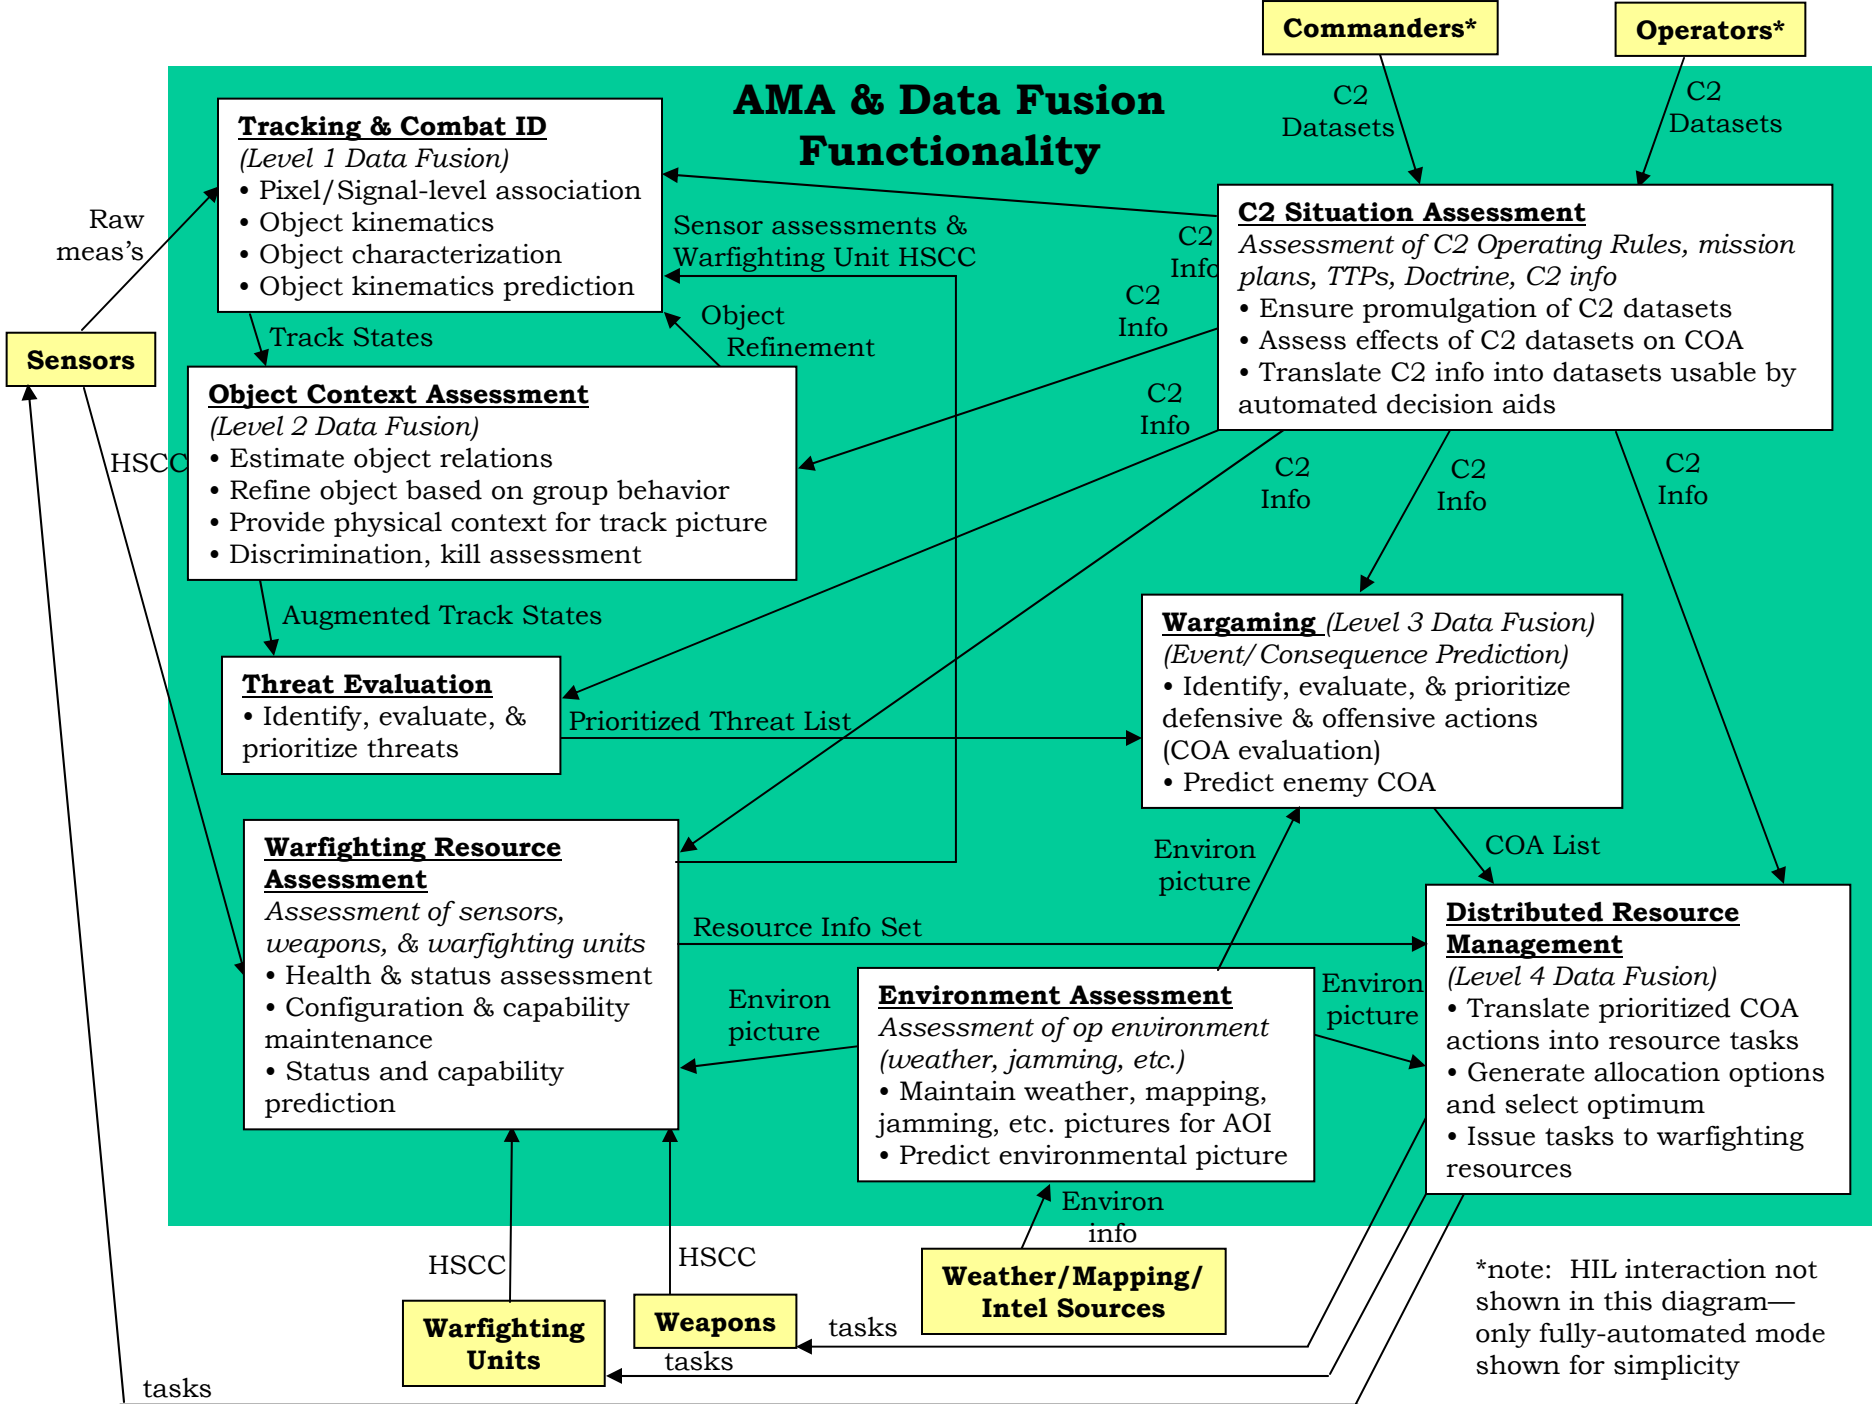 Commanders*
Operators*
AMA & Data Fusion
Functionality
C2
Datasets
C2
Datasets
Tracking & Combat ID
(Level 1 Data Fusion)
• Pixel/Signal-level association
• Object kinematics
• Object characterization
• Object kinematics prediction
Raw
meas's
Sensors
HSCC
Track States
Sensor assessments &
Warfighting Unit HSCC
Object
Refinement
C2
Info
C2
Info
C2
Info
C2 Situation Assessment
Assessment of C2 Operating Rules, mission
plans, TTPs, Doctrine, C2 info
• Ensure promulgation of C2 datasets
• Assess effects of C2 datasets on COA
• Translate C2 info into datasets usable by
automated decision aids
Object Context Assessment
(Level 2 Data Fusion)
• Estimate object relations
• Refine object based on group behavior
• Provide physical context for track picture
• Discrimination, kill assessment
C2
Info
C2
Info
C2
Info
Augmented Track States
Threat Evaluation
• Identify, evaluate, &
prioritize threats
Prioritized Threat List
Wargaming (Level 3 Data Fusion)
(Event/Consequence Prediction)
• Identify, evaluate, & prioritize
defensive & offensive actions
(COA evaluation)
• Predict enemy COA
Environ
picture
COA List
Warfighting Resource
Assessment
Assessment of sensors,
weapons, & warfighting units
• Health & status assessment
• Configuration & capability
maintenance
• Status and capability
prediction
Resource Info Set
Environ
picture
Environment Assessment
Assessment of op environment
(weather, jamming, etc.)
• Maintain weather, mapping,
jamming, etc. pictures for AOI
• Predict environmental picture
Environ
picture
Distributed Resource
Management
(Level 4 Data Fusion)
• Translate prioritized COA
actions into resource tasks
• Generate allocation options
and select optimum
• Issue tasks to warfighting
resources
Environ
info
HSCC
HSCC
Warfighting
Units
Weapons
Weather/Mapping/
Intel Sources
tasks
tasks
tasks
*note:  HIL interaction not
shown in this diagram—
only fully-automated mode
shown for simplicity